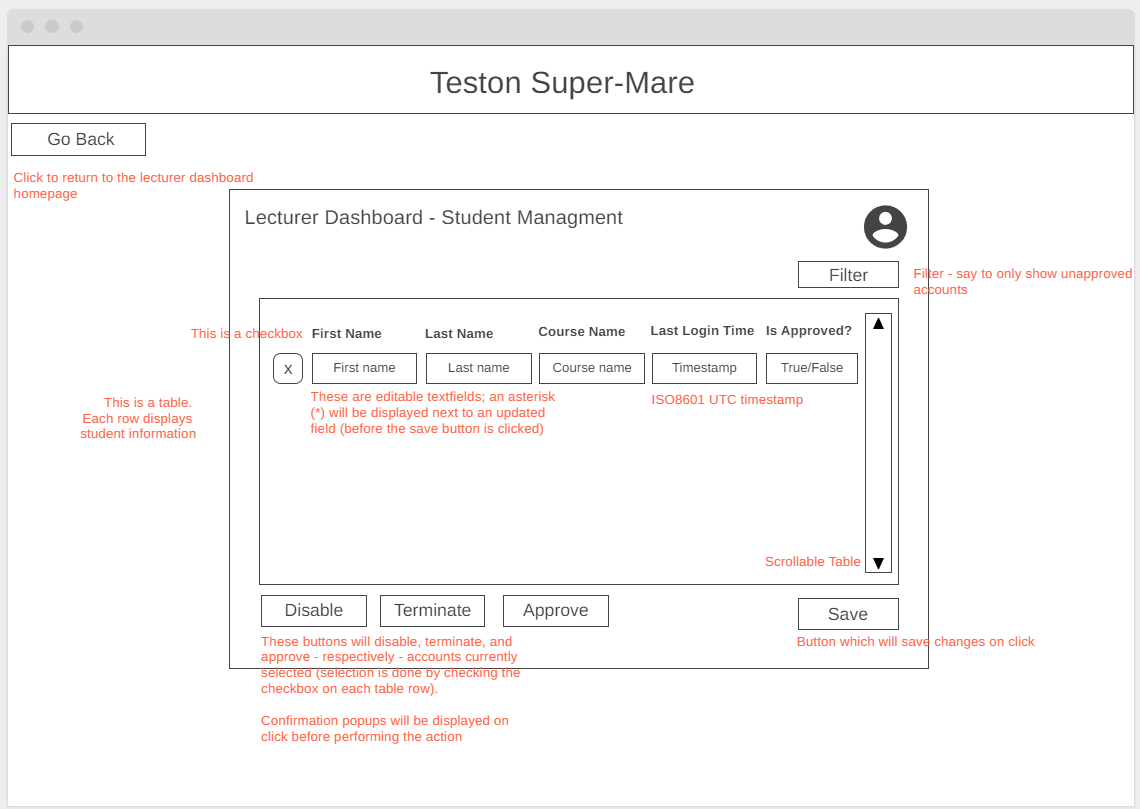 Teston Super-Mare
Go Back
Click to return to the lecturer dashboard
homepage
Lecturer Dashboard - Student Managment
Filter
Filter - say to only show unapproved
accounts
This is a checkbox
First Name
Last Name
Course Name
Last Login Time
Is Approved?
X
First name
Last name
Course name
Timestamp
True/False
These are editable textfields; an asterisk
(*) will be displayed next to an updated
field (before the save button is clicked)
ISO8601 UTC timestamp
This is a table.
Each row displays
student information
Scrollable Table
Disable
Terminate
Approve
Save
These buttons will disable, terminate, and
approve - respectively - accounts currently
selected (selection is done by checking the
checkbox on each table row).
Button which will save changes on click
Confirmation popups will be displayed on
click before performing the action